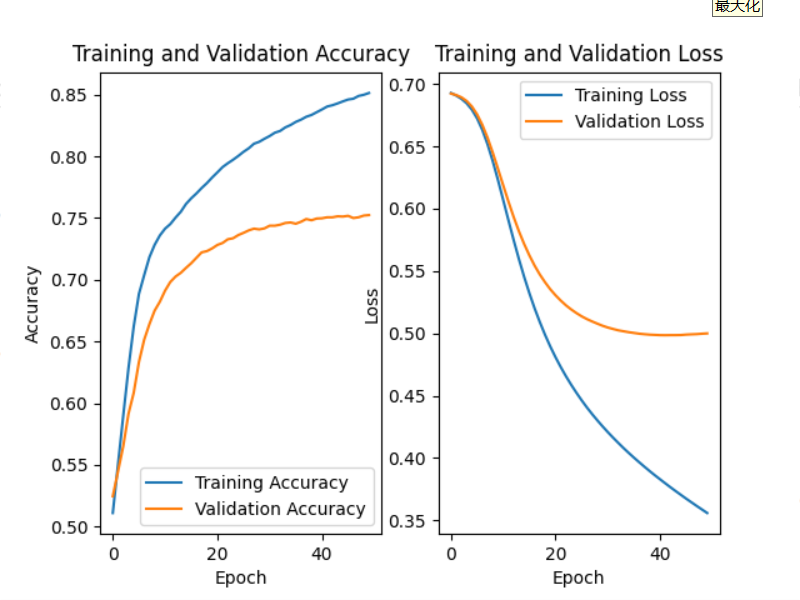 最大化
Training and Validation Accuracy
0.85
0.80
0.75
0.70
0.65
0.60
0.55
0.50
Accuracy
Training Accuracy
Validation Accuracy
0
20
40
Epoch
Training and Validation Loss
0.70
0.65
0.60
0.55
0.50
0.45
0.40
0.35
Loss
Training Loss
Validation Loss
0
20
40
Epoch